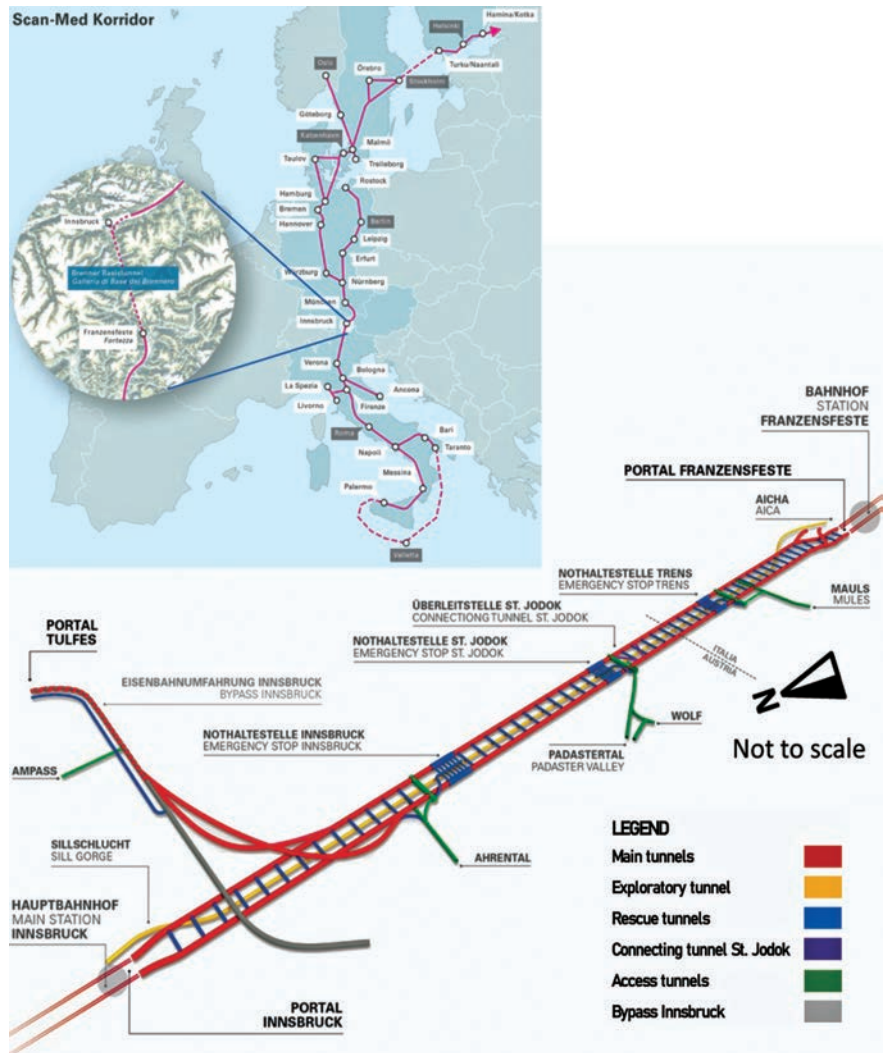 Scan-Med Korridor
Hamina/Kotka
Helsinki
Turku/Naantali
Oslo
Örebro
Stockholm
Göteborg
København
Malmö
Taulov
Trelleborg
Rostock
Hamburg
Bremen
Berlin
Hannover
Leipzig
Erfurt
Würzburg
Nürnberg
München
Innsbruck
Verona
Bologna
La Spezia
Ancona
Livorno
Firenze
Roma
Bari
Napoli
Taranto
Messina
Palermo
Valletta
Innsbruck
Brenner Basistunnel
Galleria di Base del Brennero
Franzensfeste
Fortezza
BAHNHOF
STATION
FRANZENSFESTE
PORTAL FRANZENSFESTE
AICHA
AICA
NOTHALTESTELLE TRENS
EMERGENCY STOP TRENS
MAULS
MULES
ÜBERLEITSTELLE ST. JODOK
CONNECTIONG TUNNEL ST. JODOK
NOTHALTESTELLE ST. JODOK
EMERGENCY STOP ST. JODOK
ITALIA
AUSTRIA
PORTAL
TULFES
EISENBAHNUMFAHRUNG INNSBRUCK
BYPASS INNSBRUCK
NOTHALTESTELLE INNSBRUCK
EMERGENCY STOP INNSBRUCK
WOLF
PADASTERTAL
PADASTER VALLEY
N
Not to scale
AMPASS
SILLSCHLUCHT
SILL GORGE
AHRENTAL
HAUPTBAHNHOF
MAIN STATION
INNSBRUCK
PORTAL
INNSBRUCK
LEGEND
Main tunnels
Exploratory tunnel
Rescue tunnels
Connecting tunnel St. Jodok
Access tunnels
Bypass Innsbruck